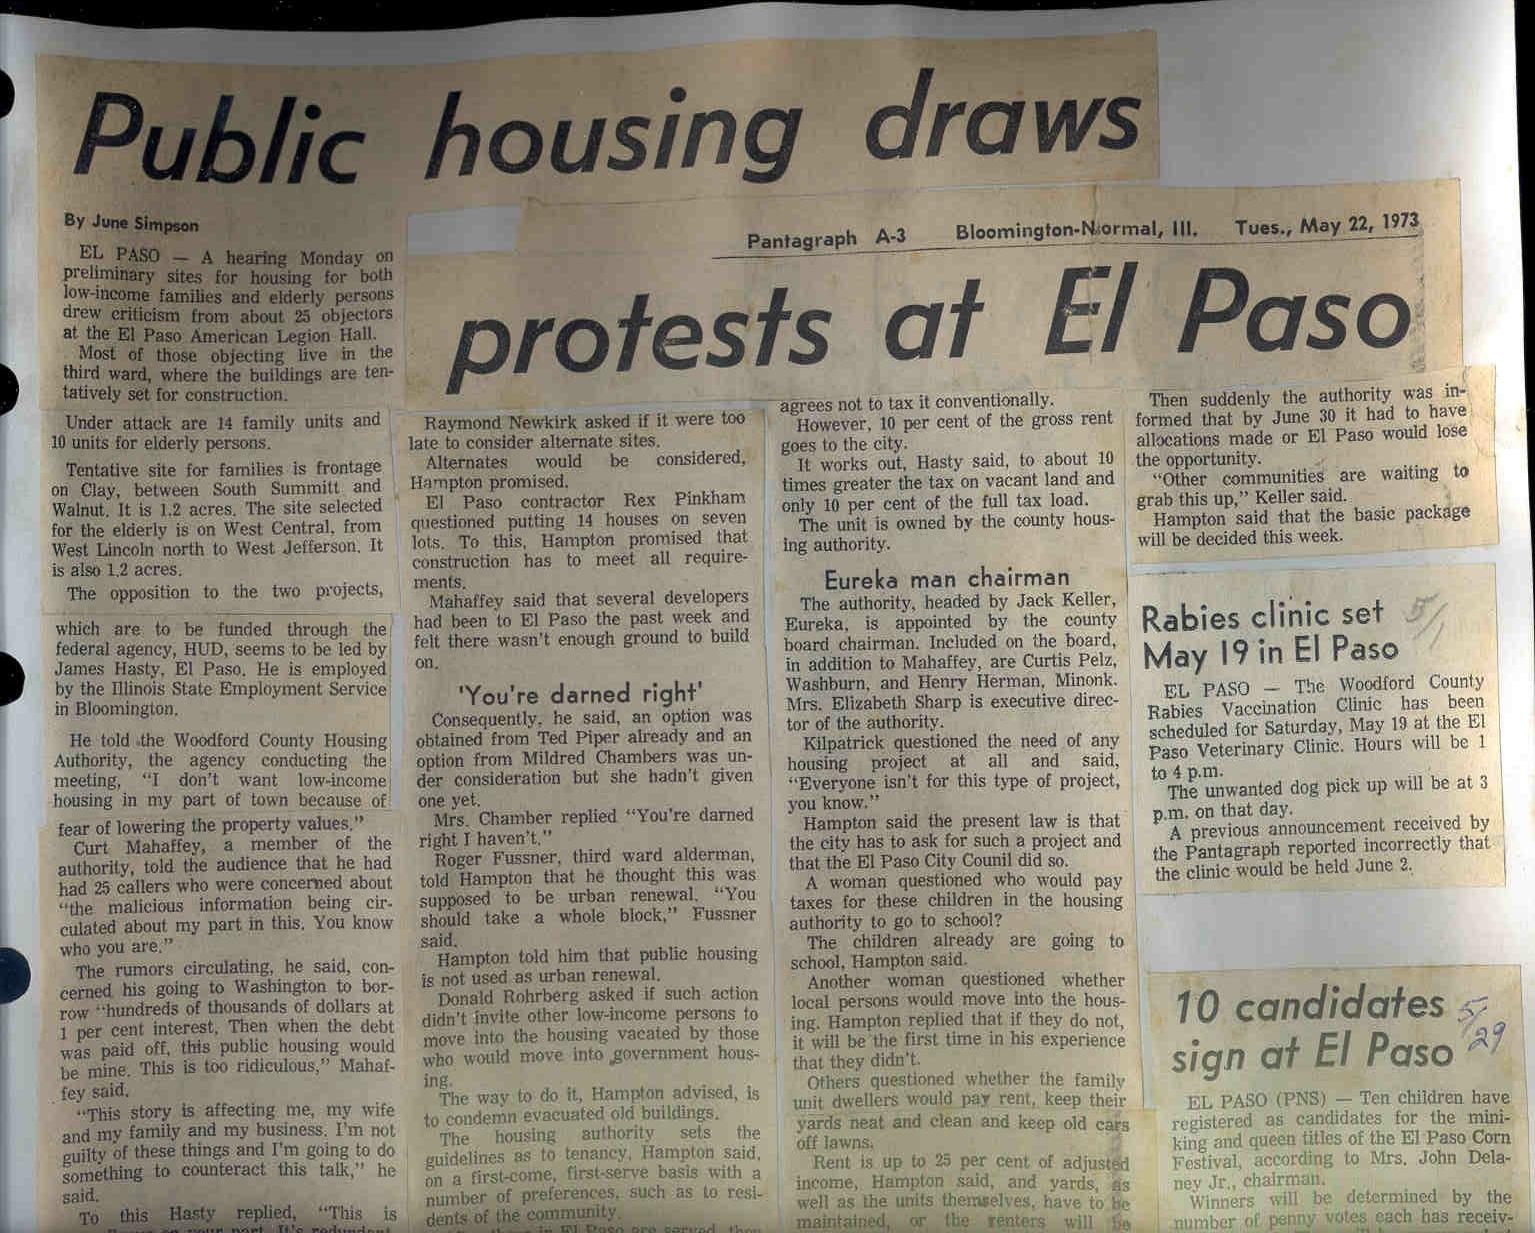 Public housing draws
Pantagraph A-3 Bloomington-Normal, Ill. Tues., May 22, 1973
protests at El Paso
By June Simpson
EL PASO — A hearing Monday on
preliminary sites for housing for both
low-income families and elderly persons
drew criticism from about 25 objectors
at the El Paso American Legion Hall.
Most of those objecting live in the
third ward, where the buildings are ten-
tatively set for construction.
Under attack are 14 family units and
10 units for elderly persons.
Tentative site for families is frontage
on Clay, between South Summitt and
Walnut. It is 1.2 acres. The site selected
for the elderly is on West Central, from
West Lincoln north to West Jefferson. It
is also 1.2 acres.
The opposition to the two projects,
which are to be funded through the
federal agency, HUD, seems to be led by
James Hasty, El Paso. He is employed
by the Illinois State Employment Service
in Bloomington.
He told the Woodford County Housing
Authority, the agency conducting the
meeting, “I don't want low-income
housing in my part of town because of
fear of lowering the property values.”
Curt Mahaffey, a member of the
authority, told the audience that he had
had 25 callers who were concerned about
“the malicious information being cir-
culated about my part in this. You know
who you are.”
The rumors circulating, he said, con-
cerned his going to Washington to bor-
row “hundreds of thousands of dollars at
1 per cent interest. Then when the debt
was paid off, this public housing would
be mine. This is too ridiculous,” Mahaf-
fey said.
“This story is affecting me, my wife
and my family and my business. I'm not
guilty of these things and I'm going to do
something to counteract this talk,” he
said.
To this Hasty replied, “This is
on your part. It's redundant
Raymond Newkirk asked if it were too
late to consider alternate sites.
Alternates would be considered,
Hampton promised.
El Paso contractor Rex Pinkham
questioned putting 14 houses on seven
lots. To this, Hampton promised that
construction has to meet all require-
ments.
Mahaffey said that several developers
had been to El Paso the past week and
felt there wasn't enough ground to build
on.
'You're darned right'
Consequently, he said, an option was
obtained from Ted Piper already and an
option from Mildred Chambers was un-
der consideration but she hadn't given
one yet.
Mrs. Chamber replied “You're darned
right I haven't.”
Roger Fussner, third ward alderman,
told Hampton that he thought this was
supposed to be urban renewal. “You
should take a whole block,” Fussner
said.
Hampton told him that public housing
is not used as urban renewal.
Donald Rohrberg asked if such action
didn't invite other low-income persons to
move into the housing vacated by those
who would move into government hous-
ing.
The way to do it, Hampton advised, is
to condemn evacuated old buildings.
The housing authority sets the
guidelines as to tenancy, Hampton said,
on a first-come, first-serve basis with a
number of preferences, such as to resi-
dents of the community.
in El Paso are served, then
agrees not to tax it conventionally.
However, 10 per cent of the gross rent
goes to the city.
It works out, Hasty said, to about 10
times greater the tax on vacant land and
only 10 per cent of the full tax load.
The unit is owned by the county hous-
ing authority.
Eureka man chairman
The authority, headed by Jack Keller,
Eureka, is appointed by the county
board chairman. Included on the board,
in addition to Mahaffey, are Curtis Pelz,
Washburn, and Henry Herman, Minonk.
Mrs. Elizabeth Sharp is executive direc-
tor of the authority.
Kilpatrick questioned the need of any
housing project at all and said,
“Everyone isn't for this type of project,
you know.”
Hampton said the present law is that
the city has to ask for such a project and
that the El Paso City Counil did so.
A woman questioned who would pay
taxes for these children in the housing
authority to go to school?
The children already are going to
school, Hampton said.
Another woman questioned whether
local persons would move into the hous-
ing. Hampton replied that if they do not,
it will be the first time in his experience
that they didn't.
Others questioned whether the family
unit dwellers would pay rent, keep their
yards neat and clean and keep old cars
off lawns.
Rent is up to 25 per cent of adjusted
income, Hampton said, and yards, as
well as the units themselves, have to be
maintained, or the renters will be
Then suddenly the authority was in-
formed that by June 30 it had to have
allocations made or El Paso would lose
the opportunity.
“Other communities are waiting to
grab this up,” Keller said.
Hampton said that the basic package
will be decided this week.
Rabies clinic set 5/1
May 19 in El Paso
EL PASO — The Woodford County
Rabies Vaccination Clinic has been
scheduled for Saturday, May 19 at the El
Paso Veterinary Clinic. Hours will be 1
to 4 p.m.
The unwanted dog pick up will be at 3
p.m. on that day.
A previous announcement received by
the Pantagraph reported incorrectly that
the clinic would be held June 2.
10 candidates 5/29
sign at El Paso
EL PASO (PNS) — Ten children have
registered as candidates for the mini-
king and queen titles of the El Paso Corn
Festival, according to Mrs. John Dela-
ney Jr., chairman.
Winners will be determined by the
number of penny votes each has receiv-